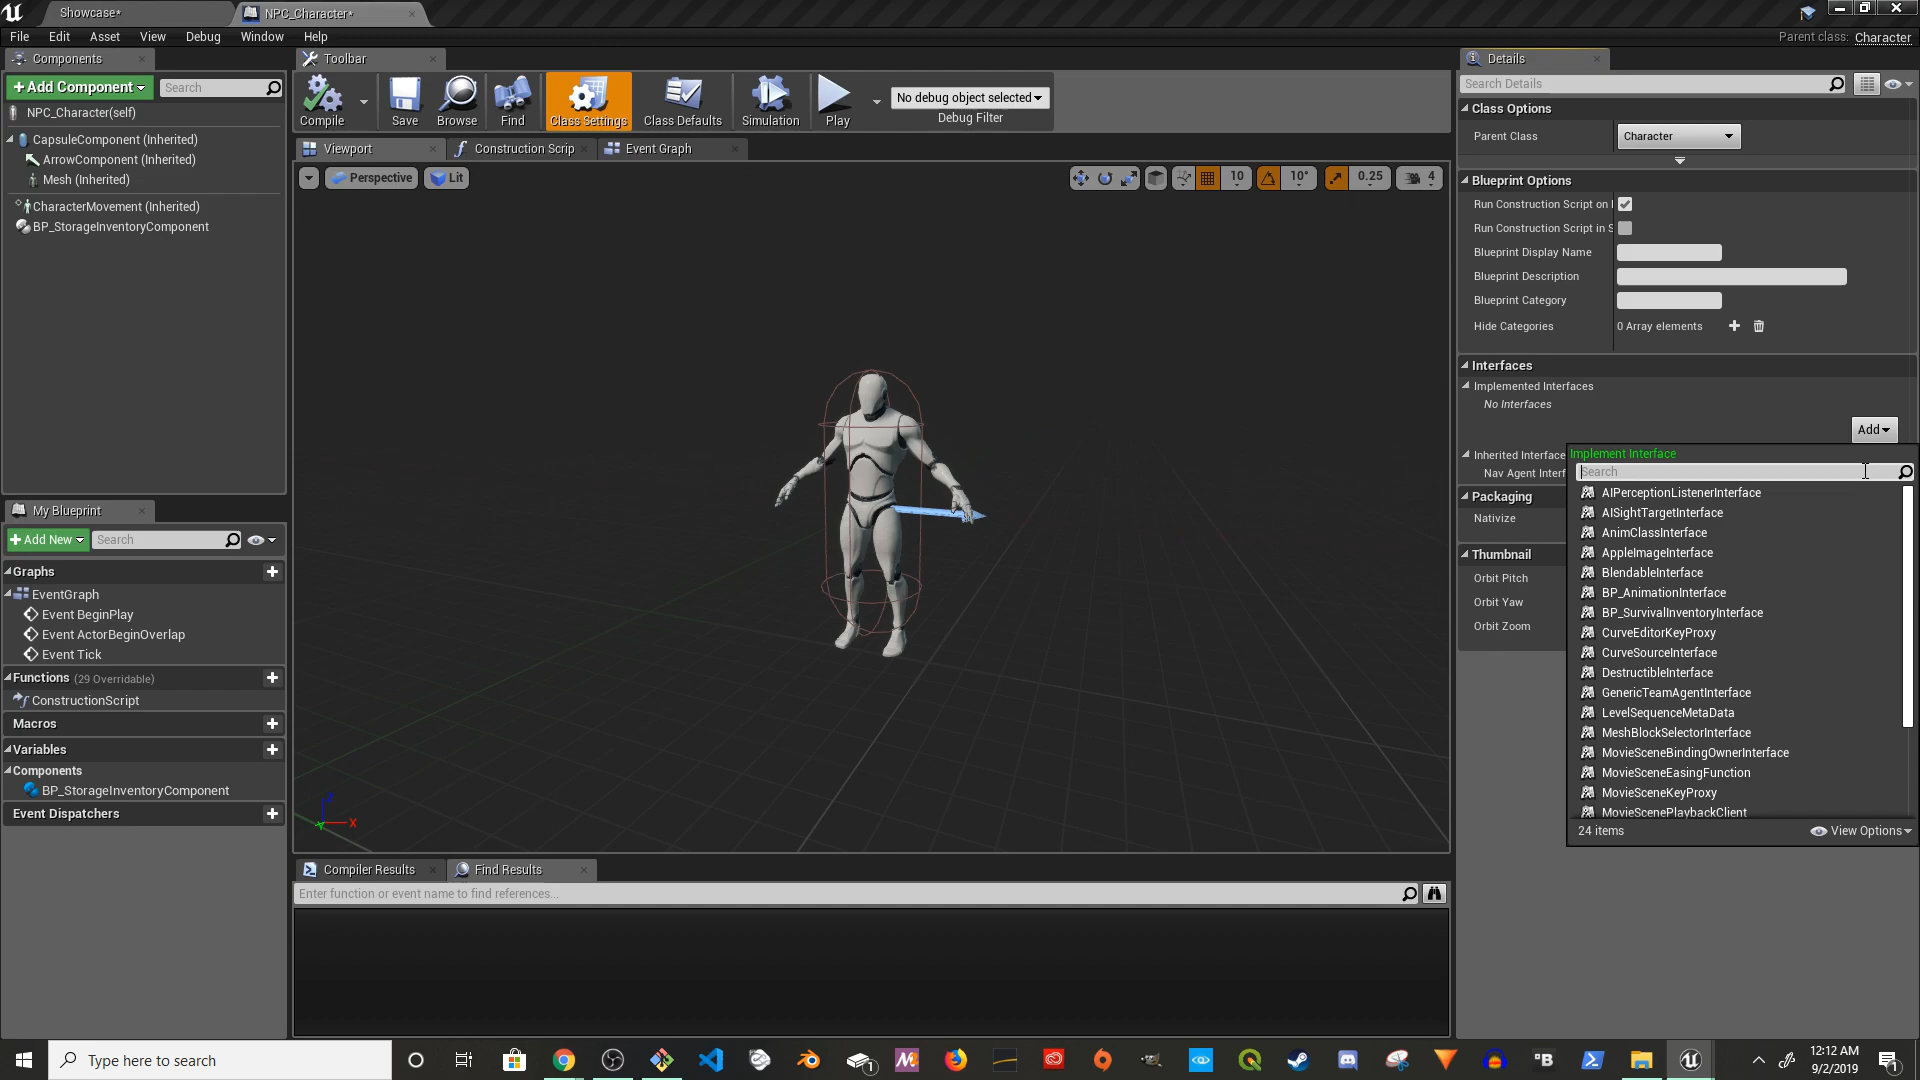 Showcase*
NPC_Character*
File Edit Asset View Debug Window Help
Parent class: Character
Components
+Add Component
Search
NPC_Character(self)
CapsuleComponent (Inherited)
ArrowComponent (Inherited)
Mesh (Inherited)
CharacterMovement (Inherited)
BP_StorageInventoryComponent
My Blueprint
+Add New
Search
Graphs
EventGraph
Event BeginPlay
Event ActorBeginOverlap
Event Tick
Functions (29 Overridable)
ConstructionScript
Macros
Variables
Components
BP_StorageInventoryComponent
Event Dispatchers
Toolbar
Compile
Save
Browse
Find
Class Settings
Class Defaults
Simulation
Play
No debug object selected
Debug Filter
Viewport
Construction Scrip
Event Graph
Perspective
Lit
10
10°
0.25
4
Z
X
Y
Compiler Results
Find Results
Enter function or event name to find references...
Details
Search Details
Class Options
Parent Class
Character
Blueprint Options
Run Construction Script on
Run Construction Script in S
Blueprint Display Name
Blueprint Description
Blueprint Category
Hide Categories
0 Array elements
Interfaces
Implemented Interfaces
No Interfaces
Add
Inherited Interface
Nav Agent Interf
Packaging
Nativize
Thumbnail
Orbit Pitch
Orbit Yaw
Orbit Zoom
Implement Interface
Search
AIPerceptionListenerInterface
AISightTargetInterface
AnimClassInterface
AppleImageInterface
BlendableInterface
BP_AnimationInterface
BP_SurvivalInventoryInterface
CurveEditorKeyProxy
CurveSourceInterface
DestructibleInterface
GenericTeamAgentInterface
LevelSequenceMetaData
MeshBlockSelectorInterface
MovieSceneBindingOwnerInterface
MovieSceneEasingFunction
MovieSceneKeyProxy
MovieScenePlaybackClient
24 items
View Options
Type here to search
12:12 AM
9/2/2019